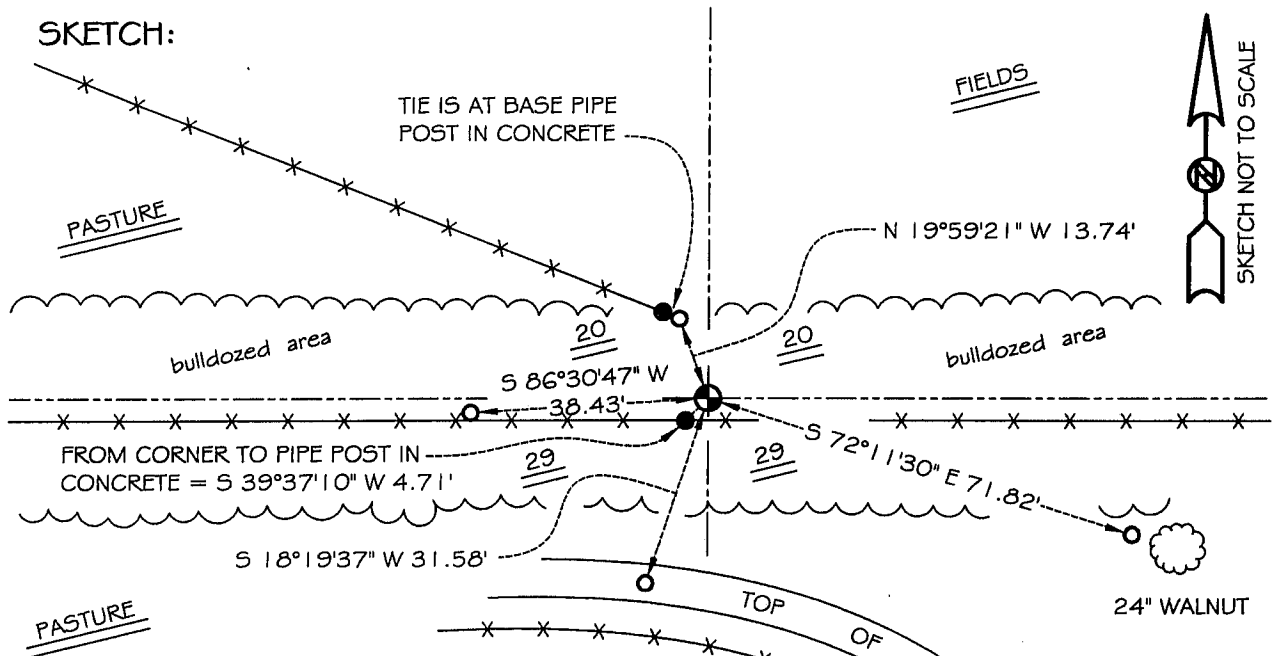 SKETCH:
FIELDS
TIE IS AT BASE PIPE
POST IN CONCRETE
N
SKETCH NOT TO SCALE
PASTURE
N 19°59'21" W 13.74'
20
20
bulldozed area
bulldozed area
S 86°30'47" W
38.43'
FROM CORNER TO PIPE POST IN
CONCRETE = S 39°37'10" W 4.71'
29
29
S 72°11'30" E 71.82'
S 18°19'37" W 31.58'
24" WALNUT
PASTURE
TOP
OF